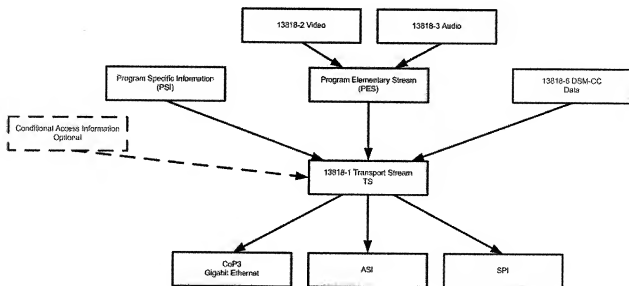 13818-2 Video
13818-3 Audio
Program Specific Information
(PSI)
Program Elementary Stream
(PES)
13818-6 DSM-CC
Data
Conditional Access Information
Optional
13818-1 Transport Stream
TS
CoP3
Gigabit Ethernet
ASI
SPI